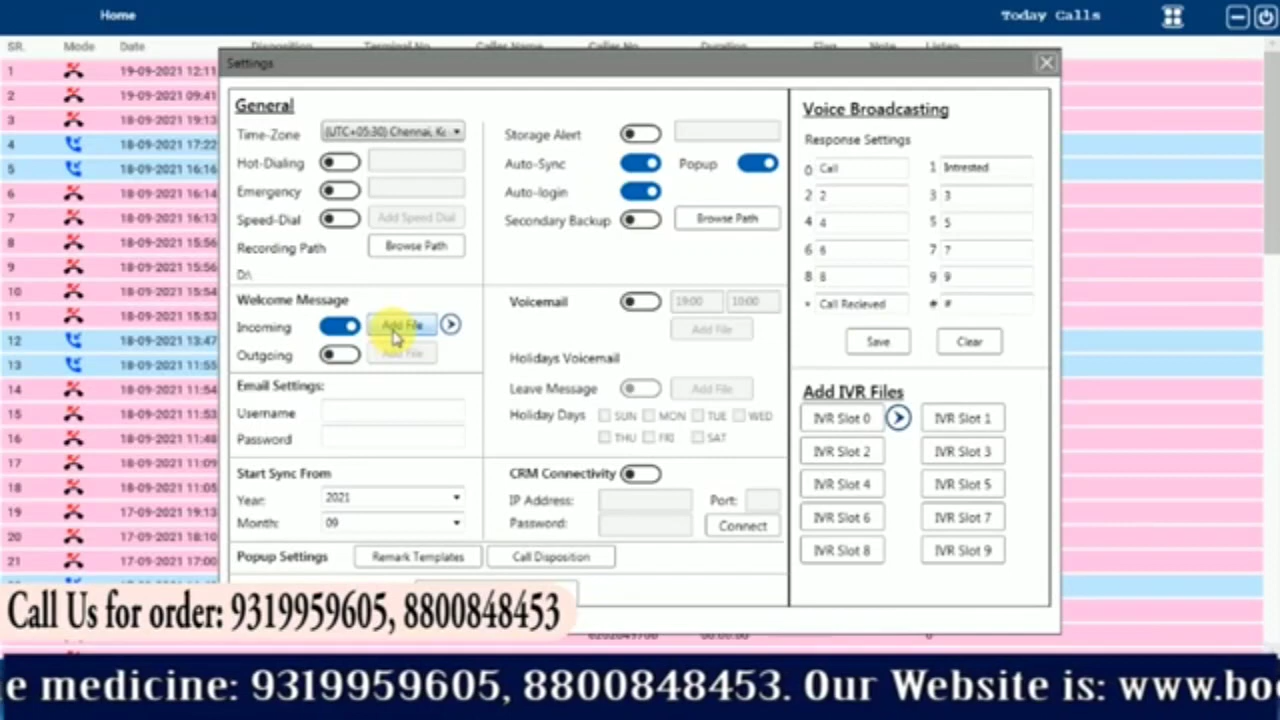 Home Today Calls
SR. Mode Date Disposition Terminal No. Caller Name Caller No. Duration Flag Note Listen
Settings
1 19-09-2021 12:11
2 19-09-2021 09:41
3 18-09-2021 19:13
4 18-09-2021 17:22
5 18-09-2021 16:16
6 18-09-2021 16:14
7 18-09-2021 16:13
8 18-09-2021 15:56
9 18-09-2021 15:56
10 18-09-2021 15:54
11 18-09-2021 15:53
12 18-09-2021 13:47
13 18-09-2021 11:55
14 18-09-2021 11:54
15 18-09-2021 11:53
16 18-09-2021 11:48
17 18-09-2021 11:09
18 18-09-2021 11:05
19 17-09-2021 19:13
20 17-09-2021 18:10
21 17-09-2021 17:00
General
Time-Zone (UTC+05:30) Chennai, Kc
Hot-Dialing
Emergency
Speed-Dial Add Speed Dial
Recording Path Browse Path
D:\
Storage Alert
Auto-Sync Popup
Auto-login
Secondary Backup Browse Path
Welcome Message
Incoming Add File
Outgoing Add File
Email Settings:
Username
Password
Voicemail 19:00 10:00
Add File
Holidays Voicemail
Leave Message Add File
Holiday Days SUN MON TUE WED
THU FRI SAT
Start Sync From
Year: 2021
Month: 09
CRM Connectivity
IP Address: Port:
Password: Connect
Popup Settings Remark Templates Call Disposition
Voice Broadcasting
Response Settings
0 Call 1 Intrested
2 2 3 3
4 4 5 5
6 6 7 7
8 8 9 9
* Call Recieved # #
Save Clear
Add IVR Files
IVR Slot 0 IVR Slot 1
IVR Slot 2 IVR Slot 3
IVR Slot 4 IVR Slot 5
IVR Slot 6 IVR Slot 7
IVR Slot 8 IVR Slot 9
Call Us for order: 9319959605, 8800848453
e medicine: 9319959605, 8800848453. Our Website is: www.boo